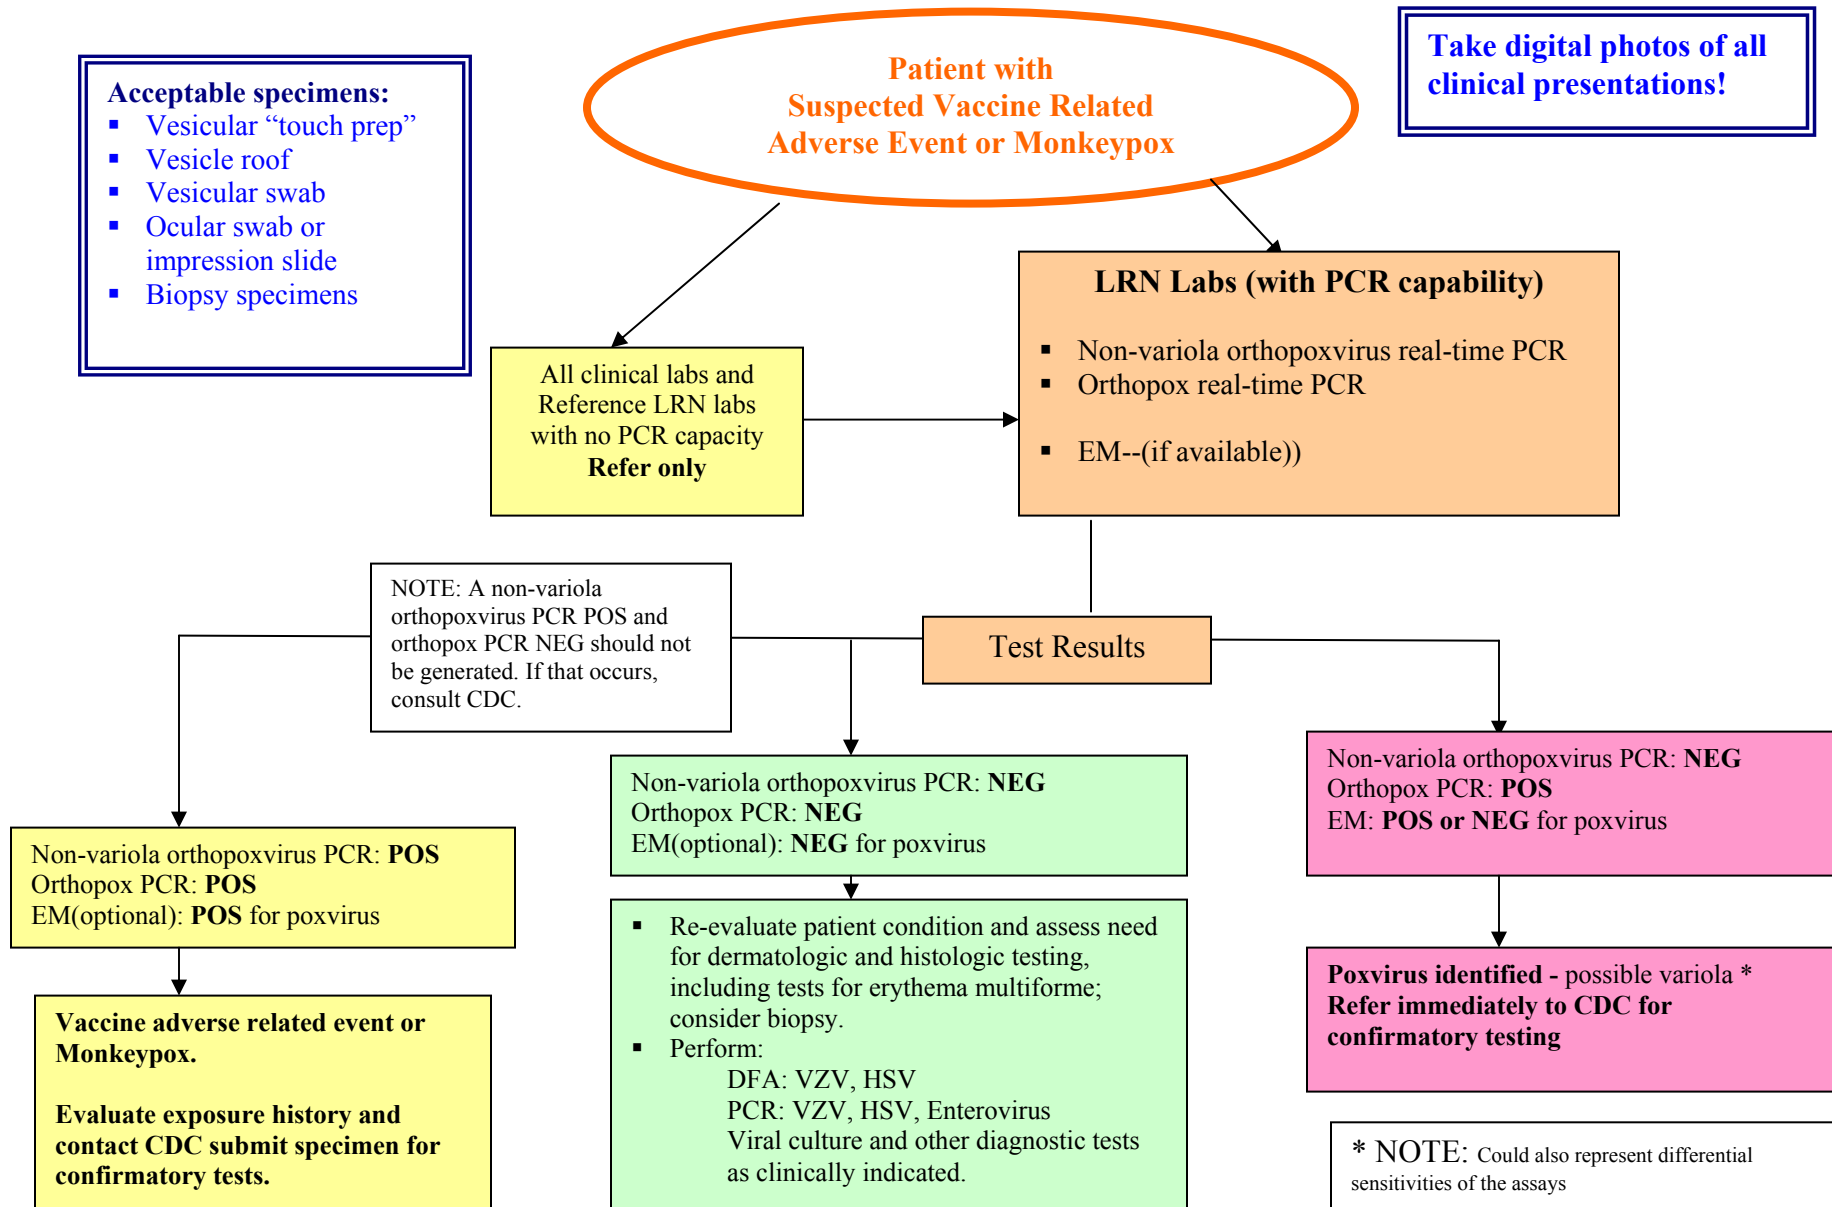 Acceptable specimens:
▪ Vesicular “touch prep”
▪ Vesicle roof
▪ Vesicular swab
▪ Ocular swab or
impression slide
▪ Biopsy specimens
Patient with
Suspected Vaccine Related
Adverse Event or Monkeypox
Take digital photos of all
clinical presentations!
All clinical labs and
Reference LRN labs
with no PCR capacity
Refer only
LRN Labs (with PCR capability)
▪ Non-variola orthopoxvirus real-time PCR
▪ Orthopox real-time PCR
▪ EM--(if available))
NOTE: A non-variola
orthopoxvirus PCR POS and
orthopox PCR NEG should not
be generated. If that occurs,
consult CDC.
Test Results
Non-variola orthopoxvirus PCR: POS
Orthopox PCR: POS
EM(optional): POS for poxvirus
Vaccine adverse related event or
Monkeypox.
Evaluate exposure history and
contact CDC submit specimen for
confirmatory tests.
Non-variola orthopoxvirus PCR: NEG
Orthopox PCR: NEG
EM(optional): NEG for poxvirus
▪ Re-evaluate patient condition and assess need
for dermatologic and histologic testing,
including tests for erythema multiforme;
consider biopsy.
▪ Perform:
DFA: VZV, HSV
PCR: VZV, HSV, Enterovirus
Viral culture and other diagnostic tests
as clinically indicated.
Non-variola orthopoxvirus PCR: NEG
Orthopox PCR: POS
EM: POS or NEG for poxvirus
Poxvirus identified - possible variola *
Refer immediately to CDC for
confirmatory testing
* NOTE: Could also represent differential
sensitivities of the assays